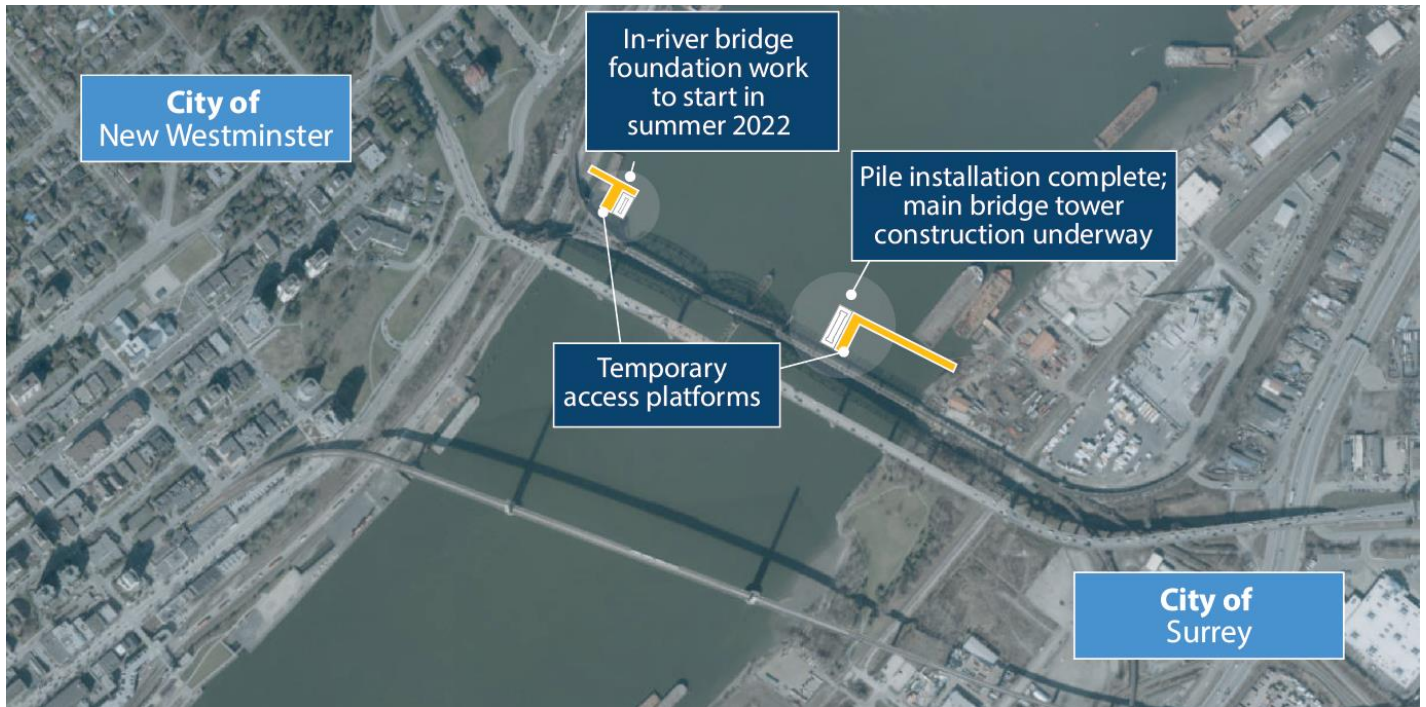 City of
New Westminster
In-river bridge
foundation work
to start in
summer 2022
Pile installation complete;
main bridge tower
construction underway
Temporary
access platforms
City of
Surrey